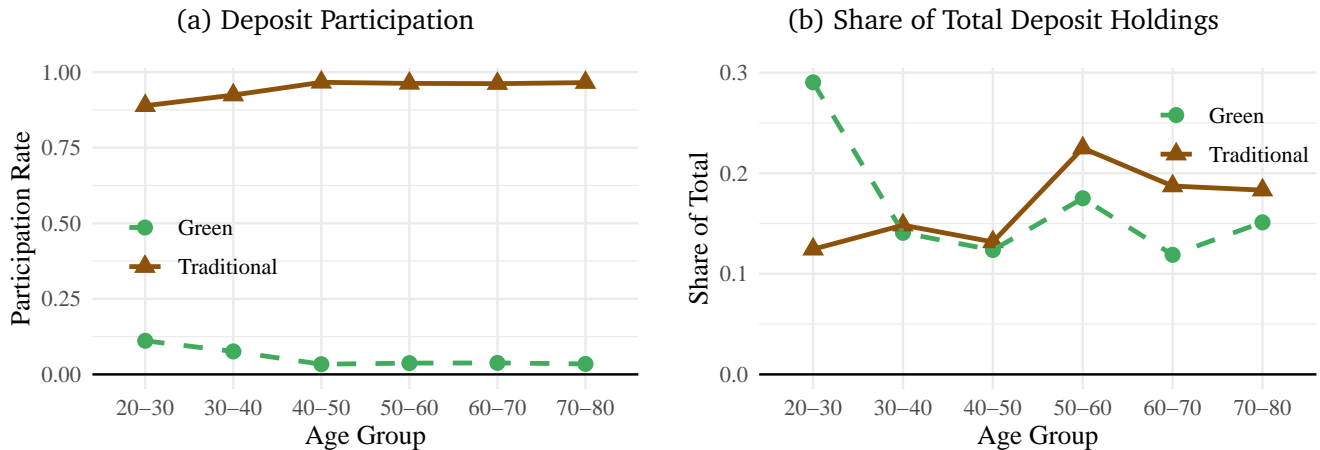 (a) Deposit Participation
Participation Rate
1.00
0.75
0.50
0.25
0.00
Green
Traditional
20–30 30–40 40–50 50–60 60–70 70–80
Age Group
(b) Share of Total Deposit Holdings
Share of Total
0.3
0.2
0.1
0.0
Green
Traditional
20–30 30–40 40–50 50–60 60–70 70–80
Age Group